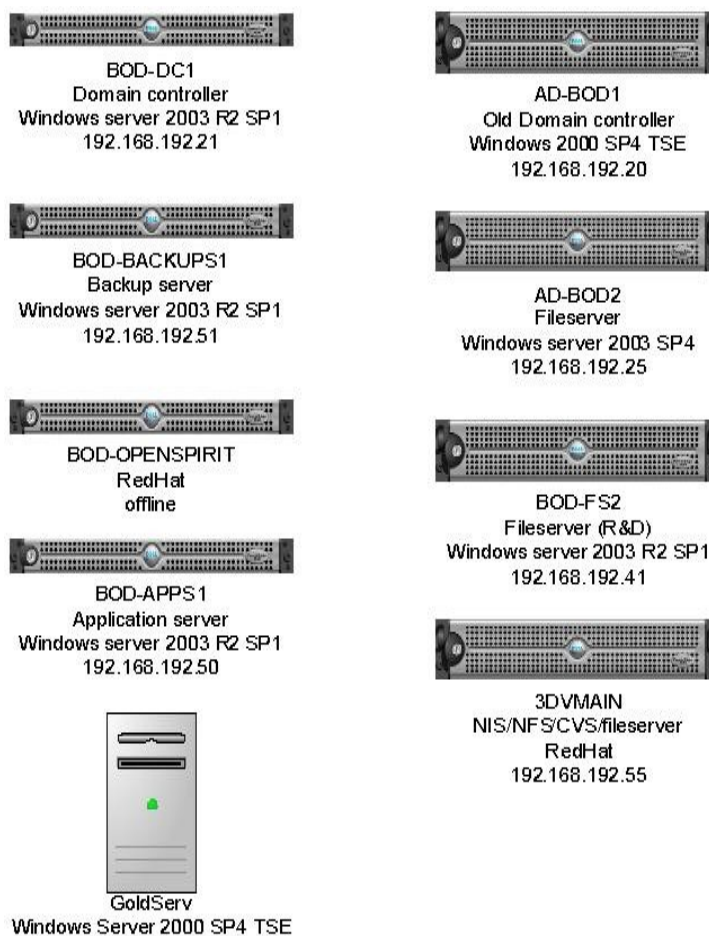 BOD-DC1
Domain controller
Windows server 2003 R2 SP1
192.168.192.21
BOD-BACKUPS1
Backup server
Windows server 2003 R2 SP1
192.168.192.51
BOD-OPENSPIRIT
RedHat
offline
BOD-APPS1
Application server
Windows server 2003 R2 SP1
192.168.192.50
GoldServ
Windows Server 2000 SP4 TSE
AD-BOD1
Old Domain controller
Windows 2000 SP4 TSE
192.168.192.20
AD-BOD2
Fileserver
Windows server 2003 SP4
192.168.192.25
BOD-FS2
Fileserver (R&D)
Windows server 2003 R2 SP1
192.168.192.41
3DVMAIN
NIS/NFS/CVS/fileserver
RedHat
192.168.192.55